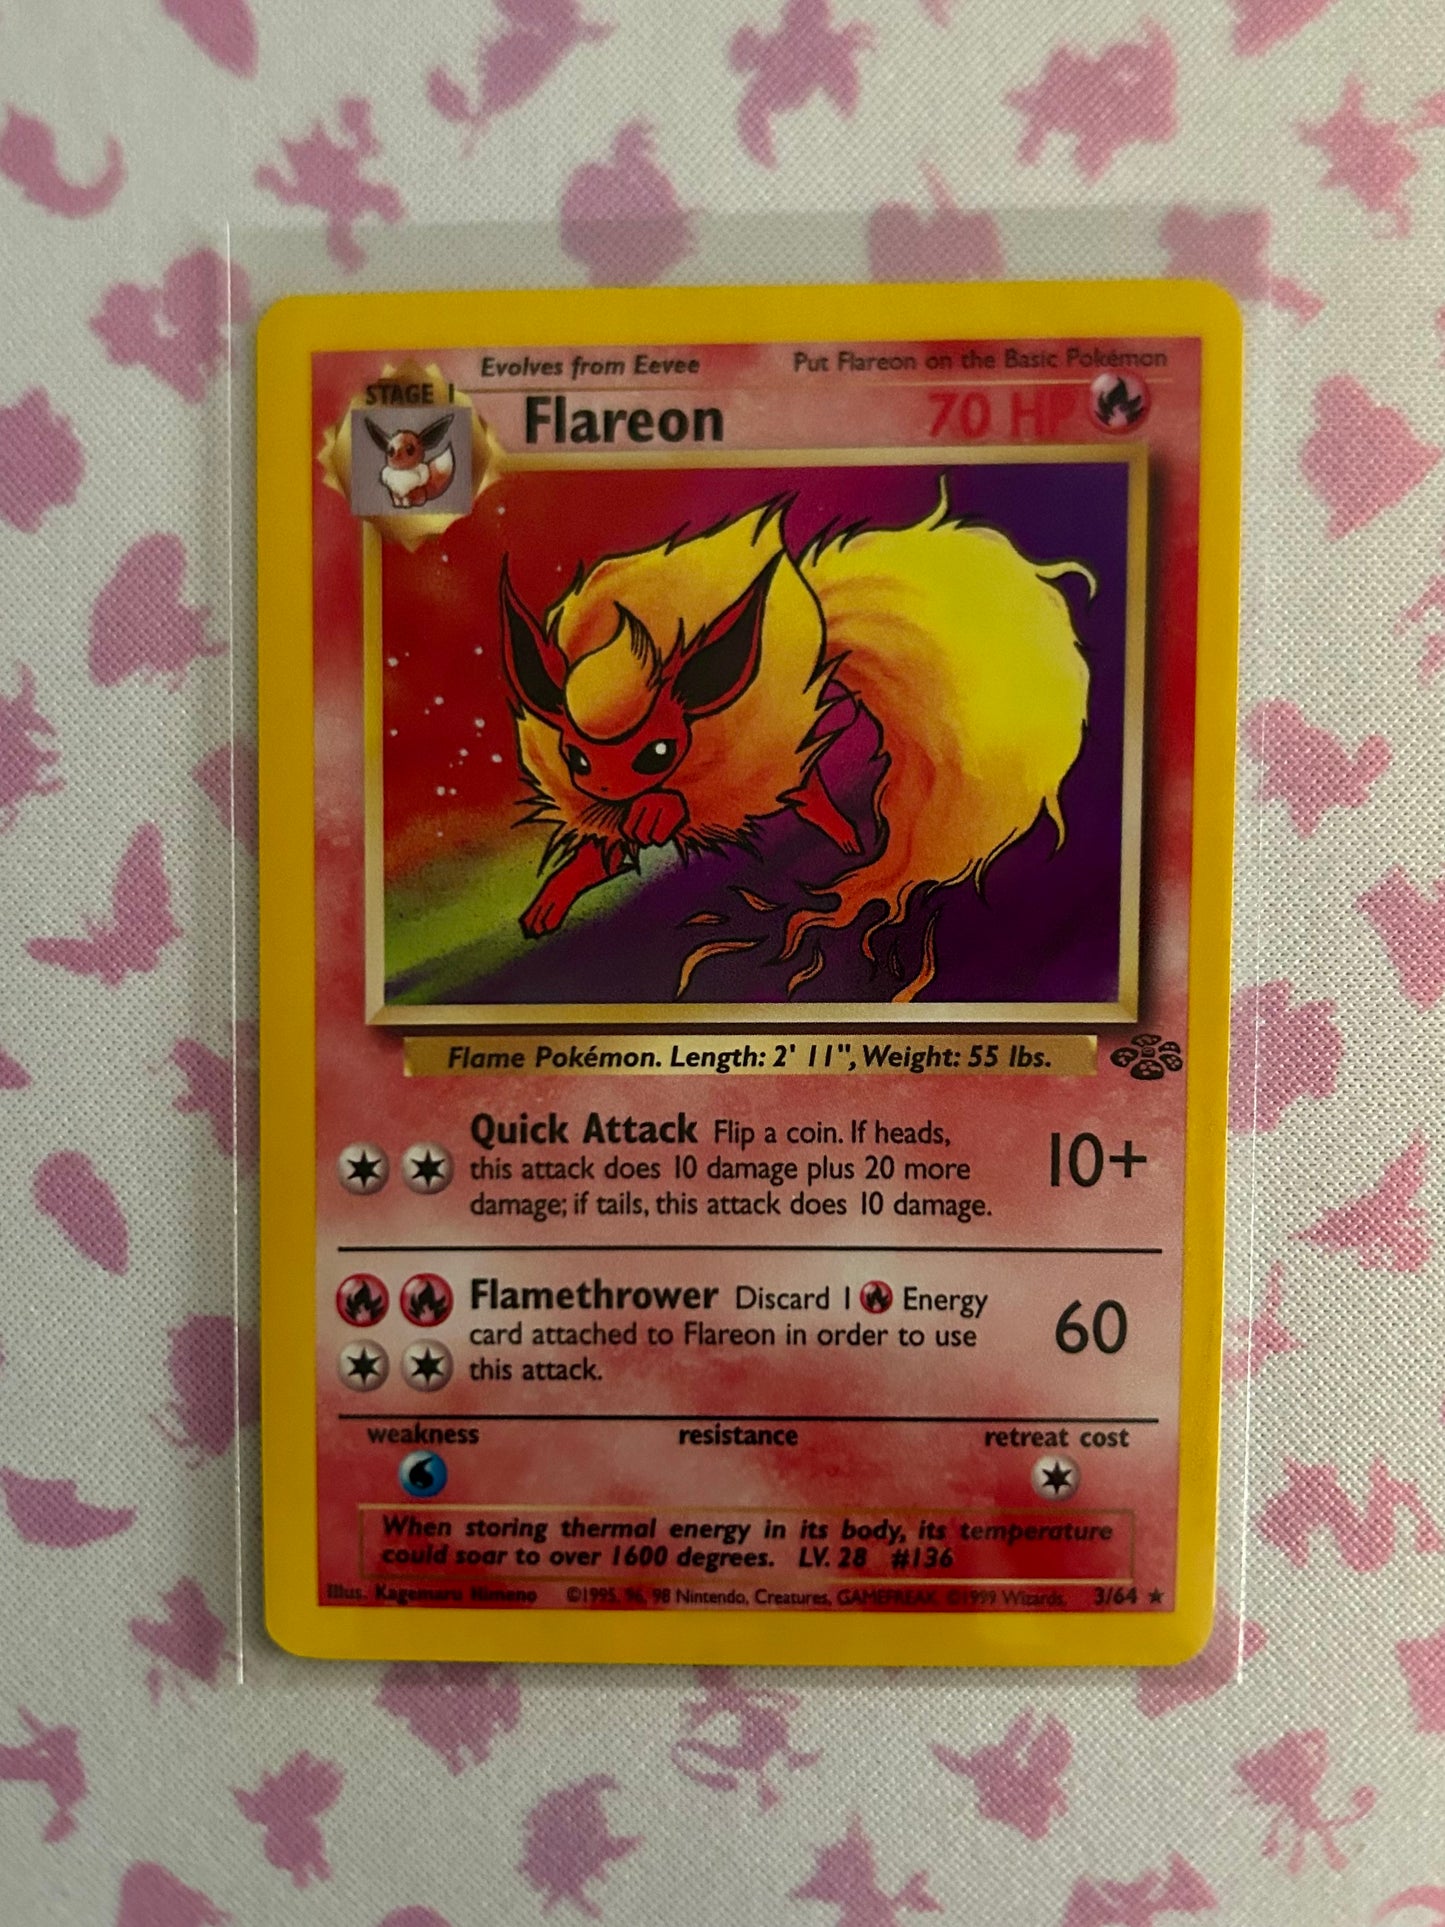 Evolves from Eevee Put Flareon on the Basic Pokémon
STAGE 1
Flareon 70 HP
Flame Pokémon. Length: 2' 11", Weight: 55 lbs.
Quick Attack Flip a coin. If heads,
this attack does 10 damage plus 20 more
damage; if tails, this attack does 10 damage.
10+
Flamethrower Discard 1 Energy
card attached to Flareon in order to use
this attack.
60
weakness resistance retreat cost
When storing thermal energy in its body, its temperature
could soar to over 1600 degrees. LV. 28 #136
Illus. Kagemaru Himeno ©1995, 96, 98 Nintendo, Creatures, GAMEFREAK. ©1999 Wizards. 3/64 ★